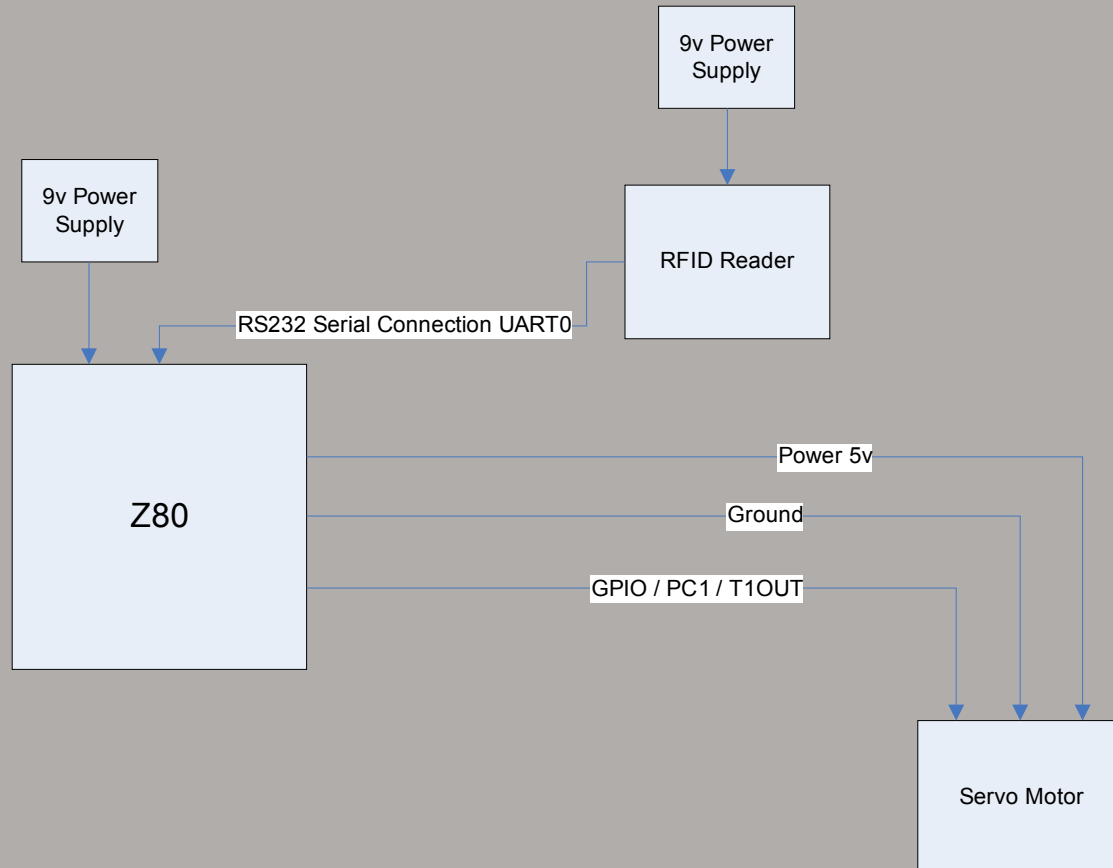 9v Power
Supply
9v Power
Supply
RFID Reader
RS232 Serial Connection UART0
Z80
Power 5v
Ground
GPIO / PC1 / T1OUT
Servo Motor